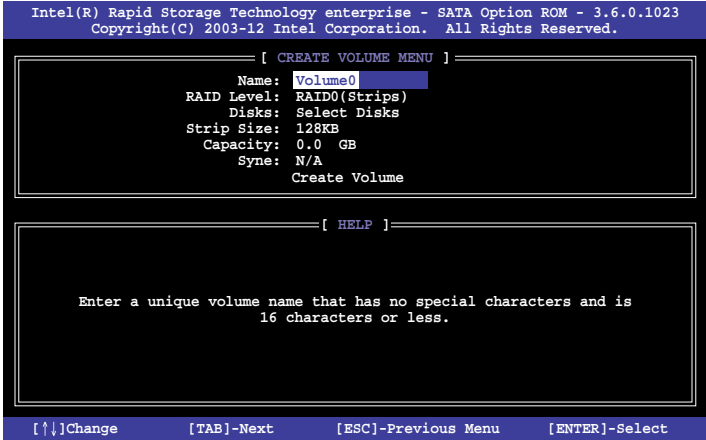 Intel(R) Rapid Storage Technology enterprise - SATA Option ROM - 3.6.0.1023
Copyright(C) 2003-12 Intel Corporation. All Rights Reserved.
[ CREATE VOLUME MENU ]
Name: Volume0
RAID Level: RAID0(Strips)
Disks: Select Disks
Strip Size: 128KB
Capacity: 0.0 GB
Syne: N/A
Create Volume
[ HELP ]
Enter a unique volume name that has no special characters and is
16 characters or less.
[↑↓]Change [TAB]-Next [ESC]-Previous Menu [ENTER]-Select